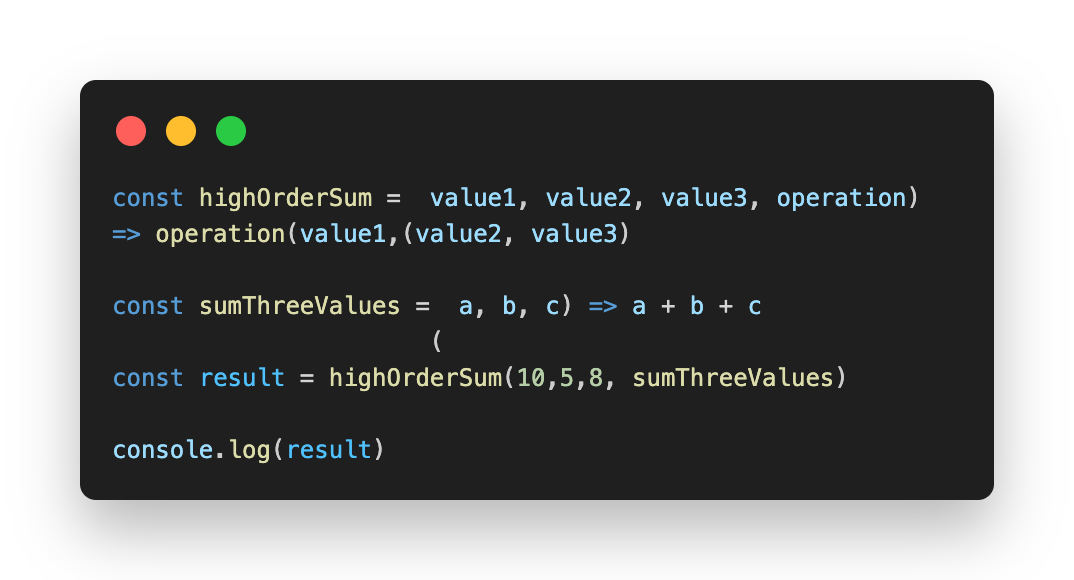 const highOrderSum =  value1, value2, value3, operation)
=> operation(value1,(value2, value3)
const sumThreeValues =  a, b, c) => a + b + c
(
const result = highOrderSum(10,5,8, sumThreeValues)
console.log(result)